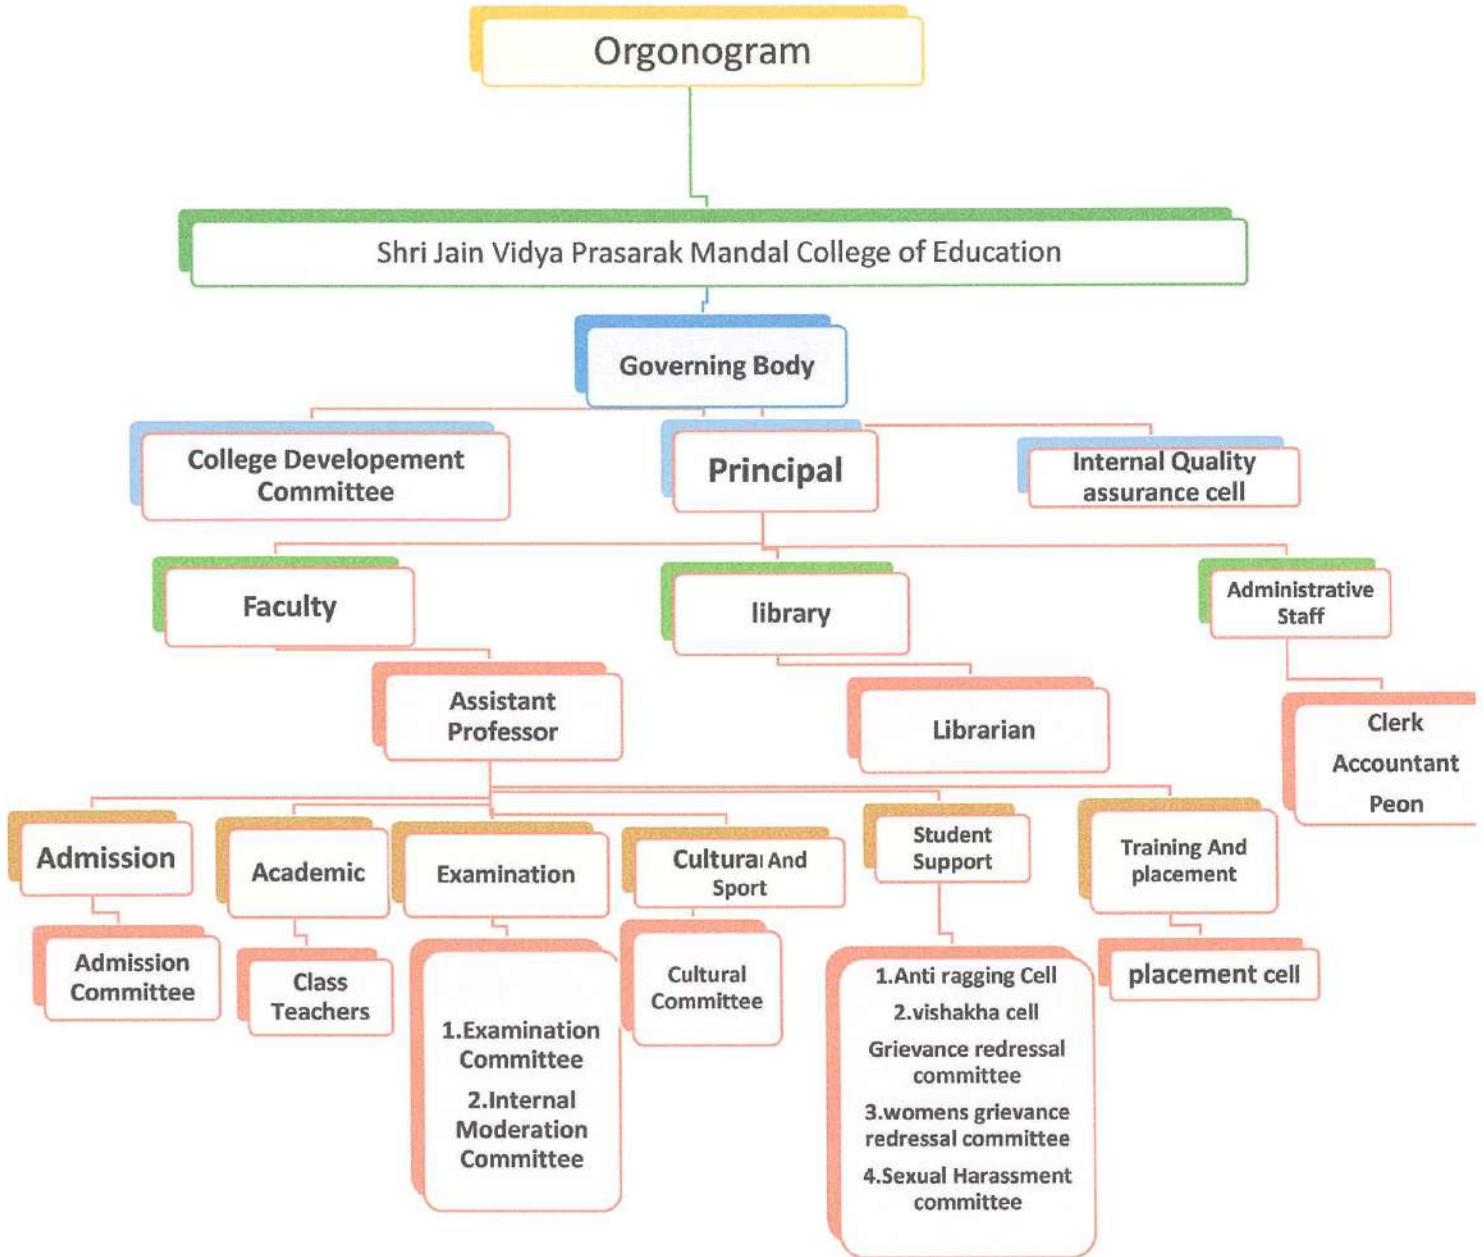 Orgonogram
Shri Jain Vidya Prasarak Mandal College of Education
Governing Body
College Developement
Committee
Principal
Internal Quality
assurance cell
Faculty
library
Administrative
Staff
Assistant
Professor
Librarian
Clerk
Accountant
Peon
Admission
Academic
Examination
Cultural And
Sport
Student
Support
Training And
placement
Admission
Committee
Class
Teachers
1.Examination
Committee
2.Internal
Moderation
Committee
Cultural
Committee
1.Anti ragging Cell
2.vishakha cell
Grievance redressal
committee
3.womens grievance
redressal committee
4.Sexual Harassment
committee
placement cell